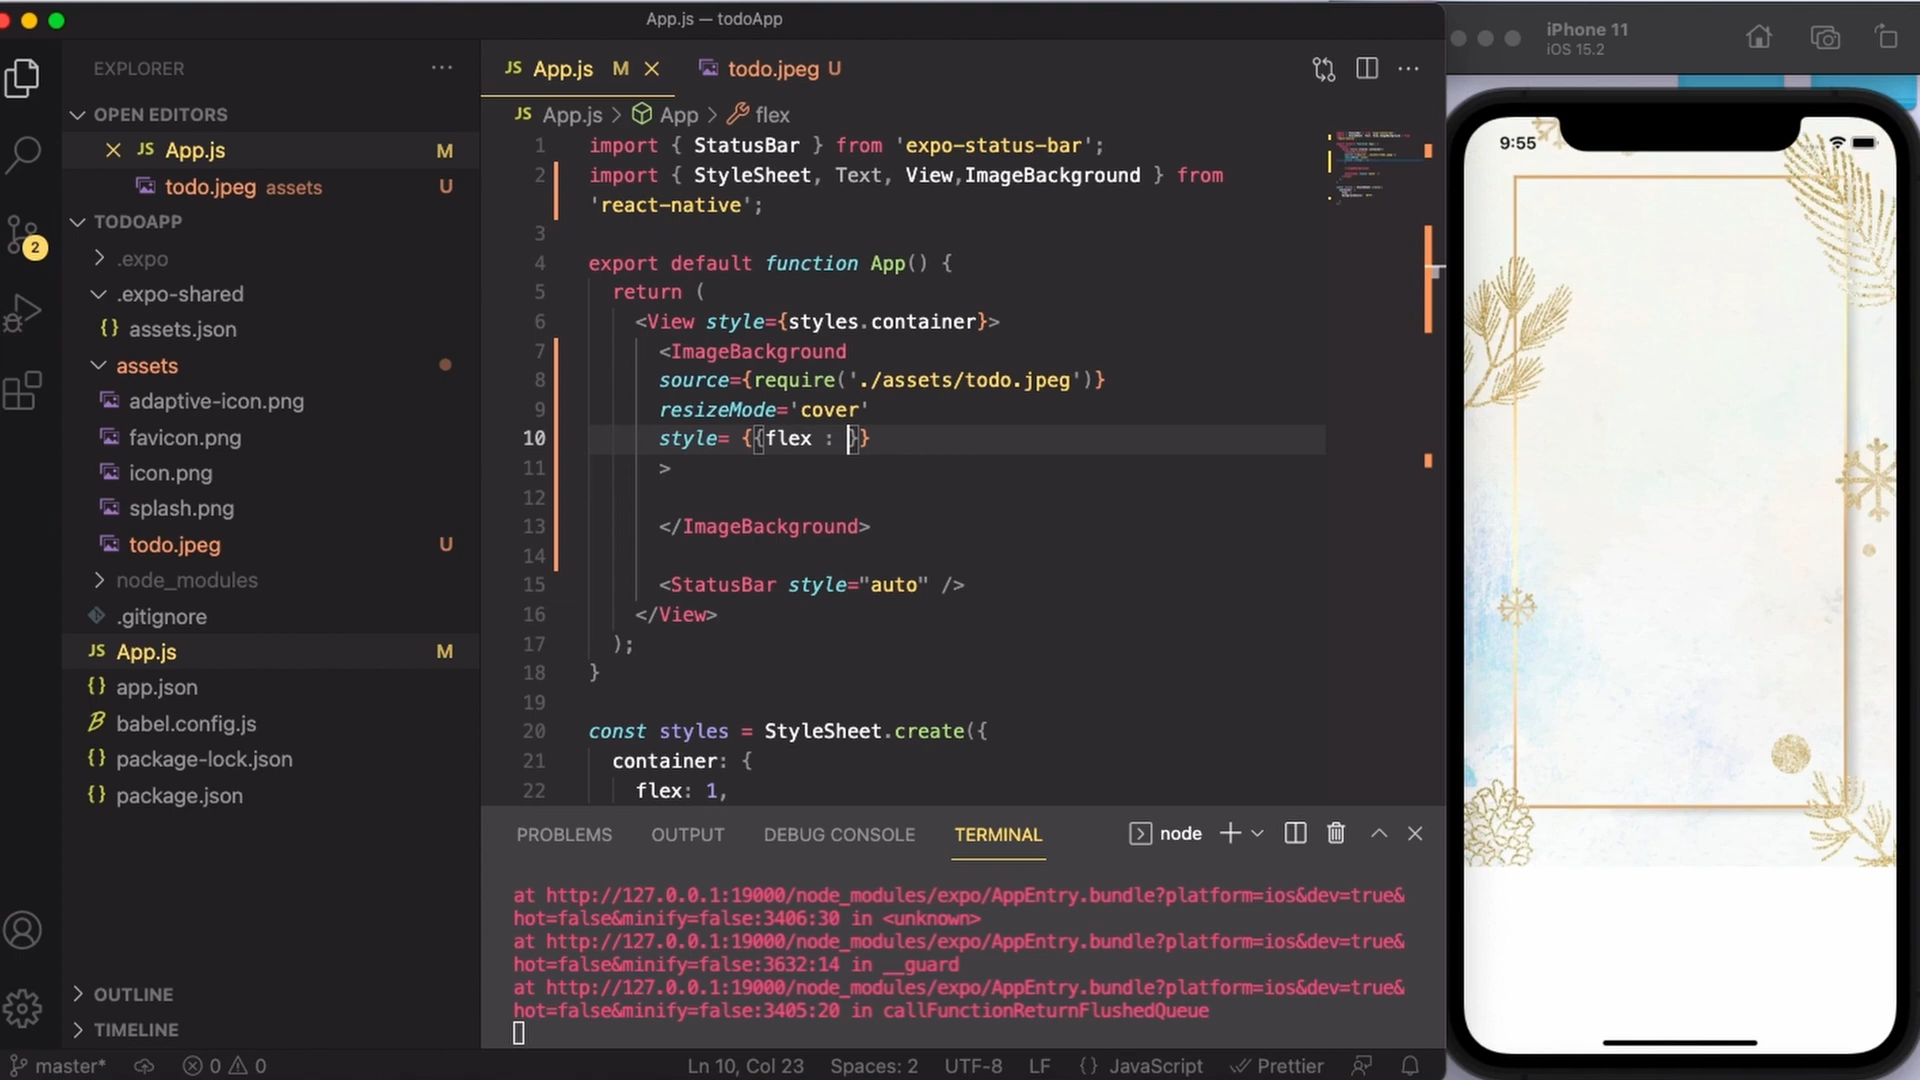 App.js — todoApp
EXPLORER
OPEN EDITORS
JS App.js M
todo.jpeg assets U
TODOAPP
.expo
.expo-shared
{} assets.json
assets
adaptive-icon.png
favicon.png
icon.png
splash.png
todo.jpeg U
node_modules
.gitignore
JS App.js M
{} app.json
babel.config.js
{} package-lock.json
{} package.json
OUTLINE
TIMELINE
2
JS App.js M
todo.jpeg U
JS App.js > App > flex
1 import { StatusBar } from 'expo-status-bar';
2 import { StyleSheet, Text, View,ImageBackground } from
'react-native';
3
4 export default function App() {
5 return (
6 <View style={styles.container}>
7 <ImageBackground
8 source={require('./assets/todo.jpeg')}
9 resizeMode='cover'
10 style= {{flex : }}
11 >
12
13 </ImageBackground>
14
15 <StatusBar style="auto" />
16 </View>
17 );
18 }
19
20 const styles = StyleSheet.create({
21 container: {
22 flex: 1,
PROBLEMS OUTPUT DEBUG CONSOLE TERMINAL node
at http://127.0.0.1:19000/node_modules/expo/AppEntry.bundle?platform=ios&dev=true&
hot=false&minify=false:3406:30 in <unknown>
at http://127.0.0.1:19000/node_modules/expo/AppEntry.bundle?platform=ios&dev=true&
hot=false&minify=false:3632:14 in __guard
at http://127.0.0.1:19000/node_modules/expo/AppEntry.bundle?platform=ios&dev=true&
hot=false&minify=false:3405:20 in callFunctionReturnFlushedQueue
master* 0 0 Ln 10, Col 23 Spaces: 2 UTF-8 LF {} JavaScript Prettier
iPhone 11
iOS 15.2
9:55